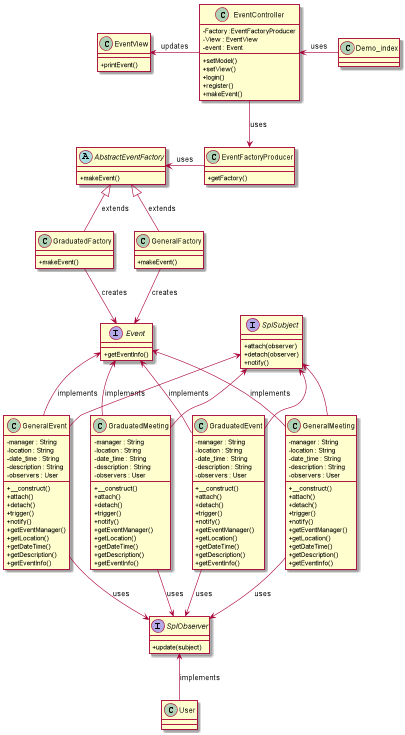 C EventController
-Factory :EventFactoryProducer
-View : EventView
-event : Event
+setModel()
+setView()
+login()
+register()
+makeEvent()
C EventView
+printEvent()
updates
uses
C Demo_index
uses
A AbstractEventFactory
+makeEvent()
uses
C EventFactoryProducer
+getFactory()
extends
extends
C GraduatedFactory
+makeEvent()
C GeneralFactory
+makeEvent()
creates
creates
I Event
+getEventInfo()
I SplSubject
+attach(observer)
+detach(observer)
+notify()
implements
implements
implements
implements
C GeneralEvent
-manager : String
-location : String
-date_time : String
-description : String
-observers : User
+__construct()
+attach()
+detach()
+trigger()
+notify()
+getEventManager()
+getLocation()
+getDateTime()
+getDescription()
+getEventInfo()
C GraduatedMeeting
-manager : String
-location : String
-date_time : String
-description : String
-observers : User
+__construct()
+attach()
+detach()
+trigger()
+notify()
+getEventManager()
+getLocation()
+getDateTime()
+getDescription()
+getEventInfo()
C GraduatedEvent
-manager : String
-location : String
-date_time : String
-description : String
-observers : User
+__construct()
+attach()
+detach()
+trigger()
+notify()
+getEventManager()
+getLocation()
+getDateTime()
+getDescription()
+getEventInfo()
C GeneralMeeting
-manager : String
-location : String
-date_time : String
-description : String
-observers : User
+__construct()
+attach()
+detach()
+trigger()
+notify()
+getEventManager()
+getLocation()
+getDateTime()
+getDescription()
+getEventInfo()
uses
uses
uses
uses
I SplObserver
+update(subject)
implements
C User